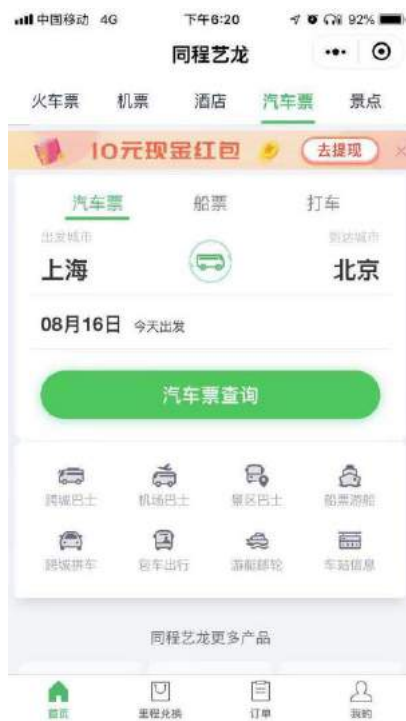 中国移动 4G 下午6:20 92%
同程艺龙
火车票 机票 酒店 汽车票 景点
10元现金红包 去提现
汽车票 船票 打车
出发城市 到达城市
上海 北京
08月16日 今天出发
汽车票查询
跨城巴士 机场巴士 景区巴士 船票游船
跨城拼车 包车出行 游艇邮轮 车站信息
同程艺龙更多产品
首页 里程兑换 订单 我的